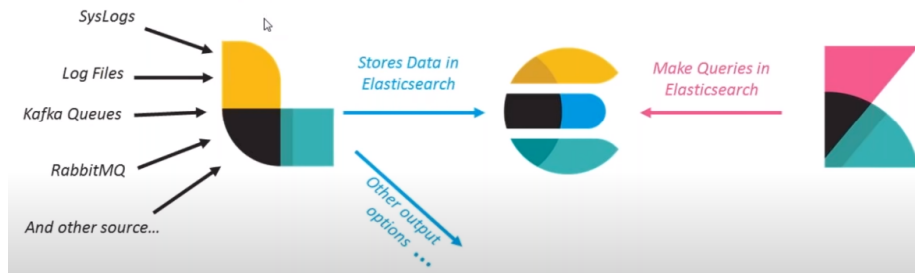 SysLogs
Log Files
Kafka Queues
RabbitMQ
And other source...
Stores Data in
Elasticsearch
Other output
options ...
Make Queries in
Elasticsearch